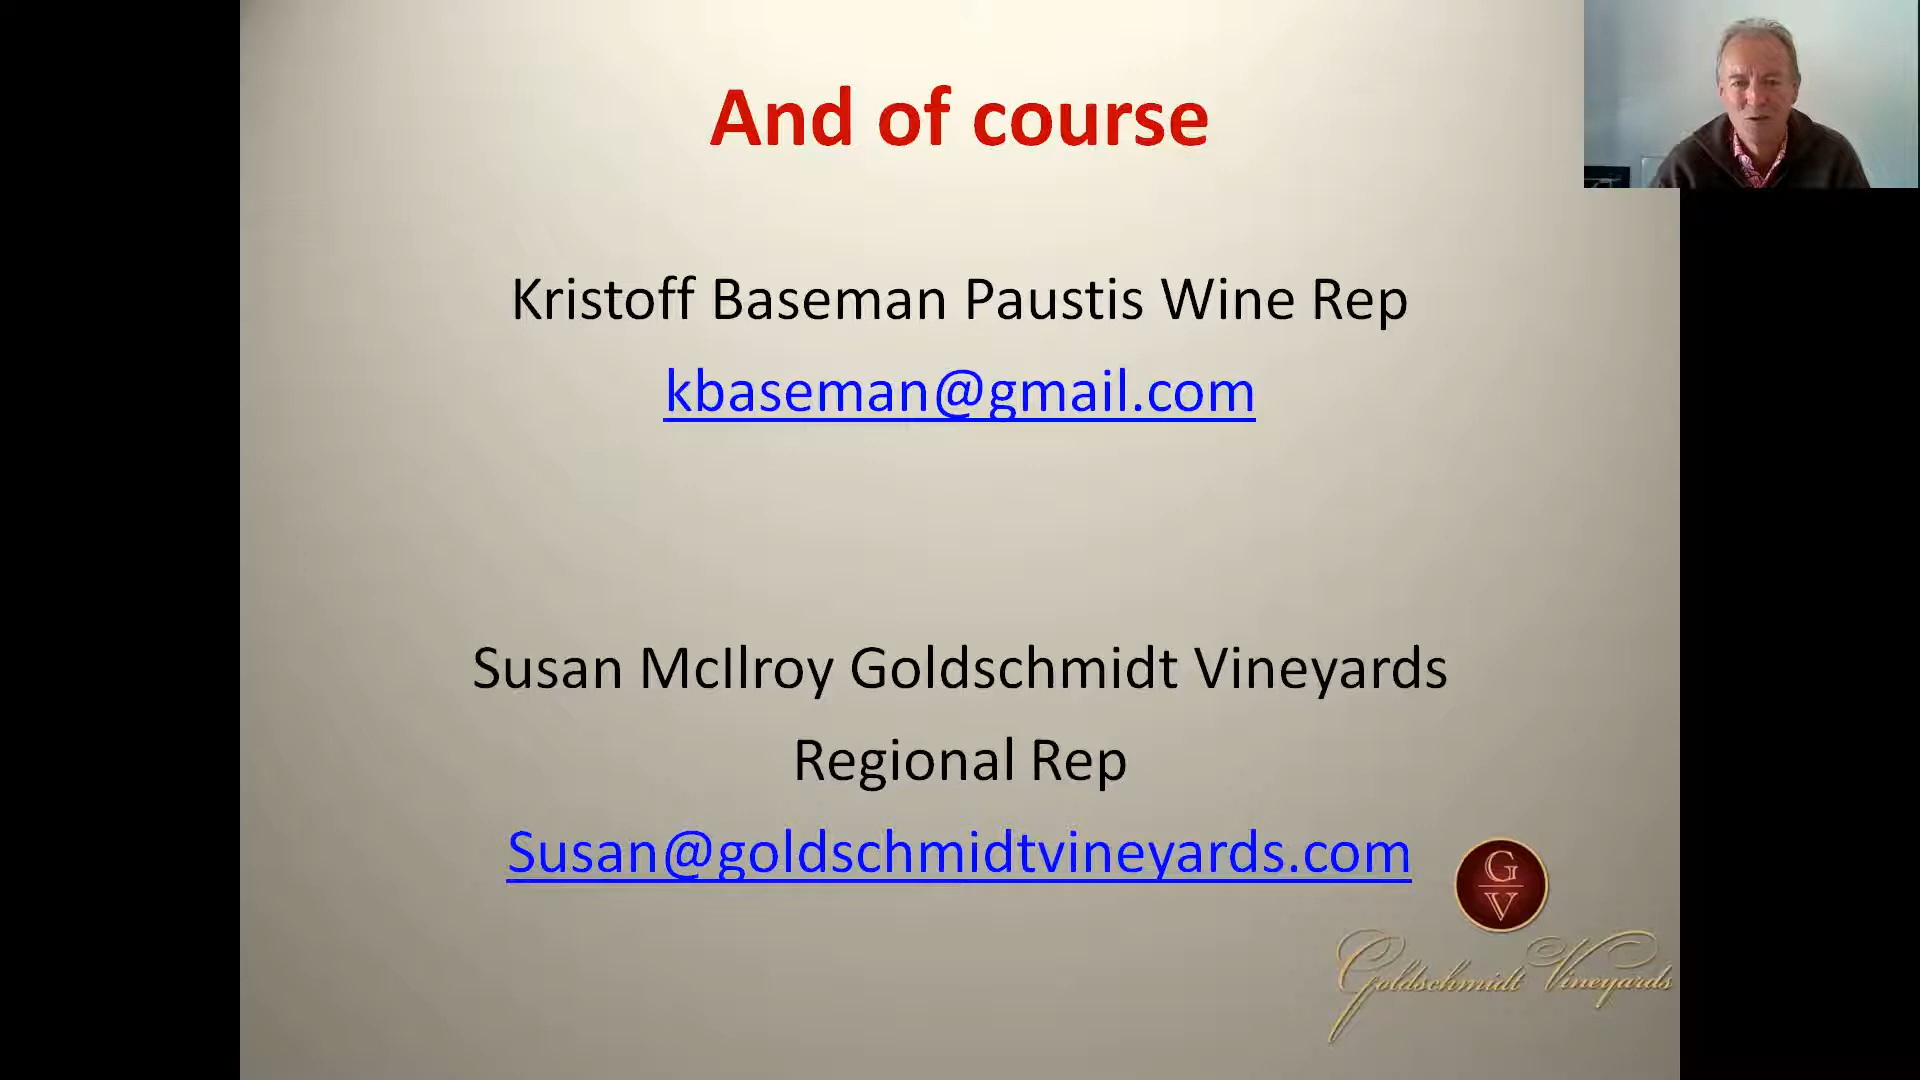 And of course
Kristoff Baseman Paustis Wine Rep
kbaseman@gmail.com
Susan McIlroy Goldschmidt Vineyards
Regional Rep
Susan@goldschmidtvineyards.com
G
V
Goldschmidt Vineyards